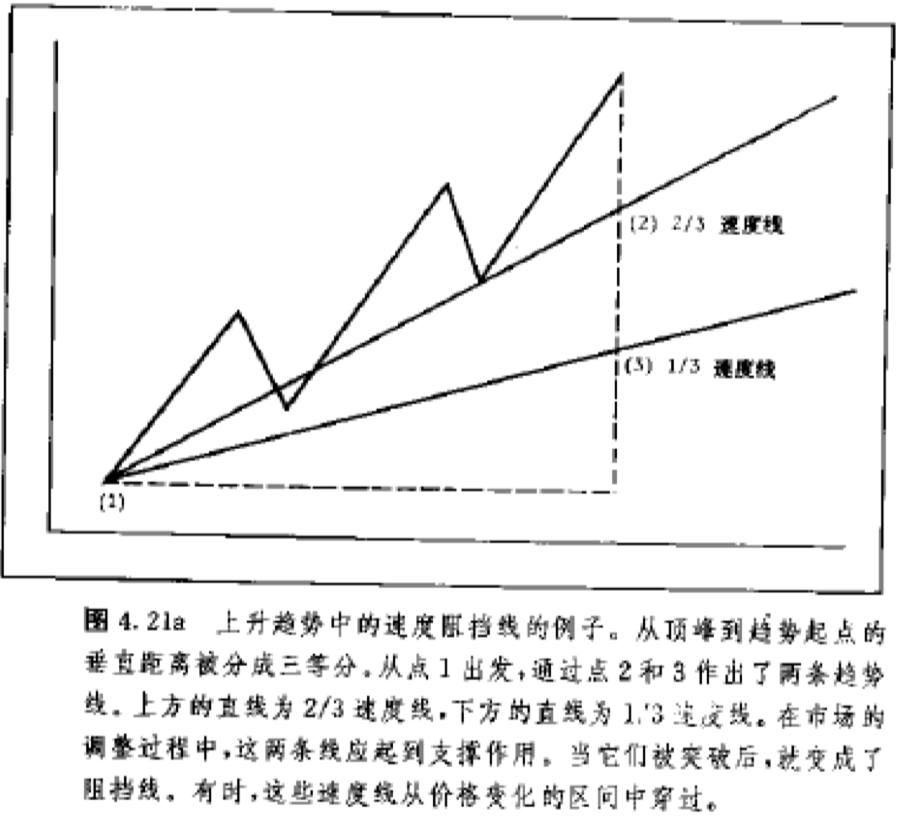 (2) 2/3 速度线
(3) 1/3 速度线
(1)
图 4.21a 上升趋势中的速度阻挡线的例子。从顶峰到趋势起点的
垂直距离被分成三等分。从点 1 出发,通过点 2 和 3 作出了两条趋势
线。上方的直线为 2/3 速度线,下方的直线为 1/3 速度线。在市场的
调整过程中,这两条线应起到支撑作用。当它们被突破后,就变成了
阻挡线。有时,这些速度线从价格变化的区间中穿过。